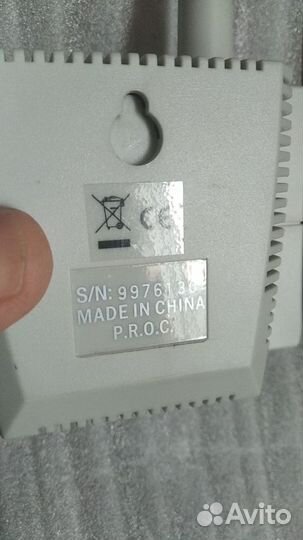 CE
S/N: 9976130
MADE IN CHINA
P.R.O.C.
Avito